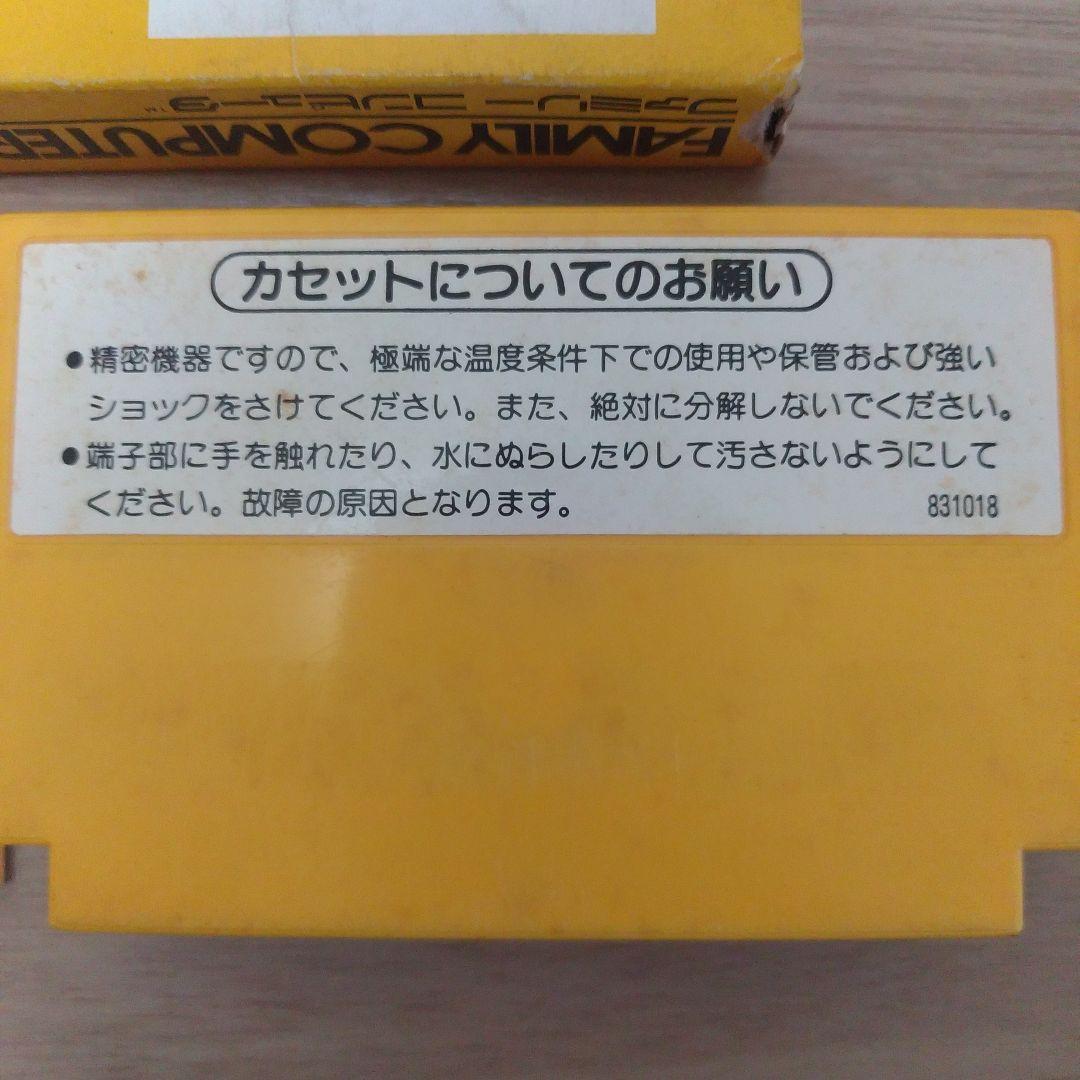 ファミリー コンピュータ™
FAMILY COMPUTER
カセットについてのお願い
●精密機器ですので、極端な温度条件下での使用や保管および強い
ショックをさけてください。また、絶対に分解しないでください。
●端子部に手を触れたり、水にぬらしたりして汚さないようにして
ください。故障の原因となります。
831018